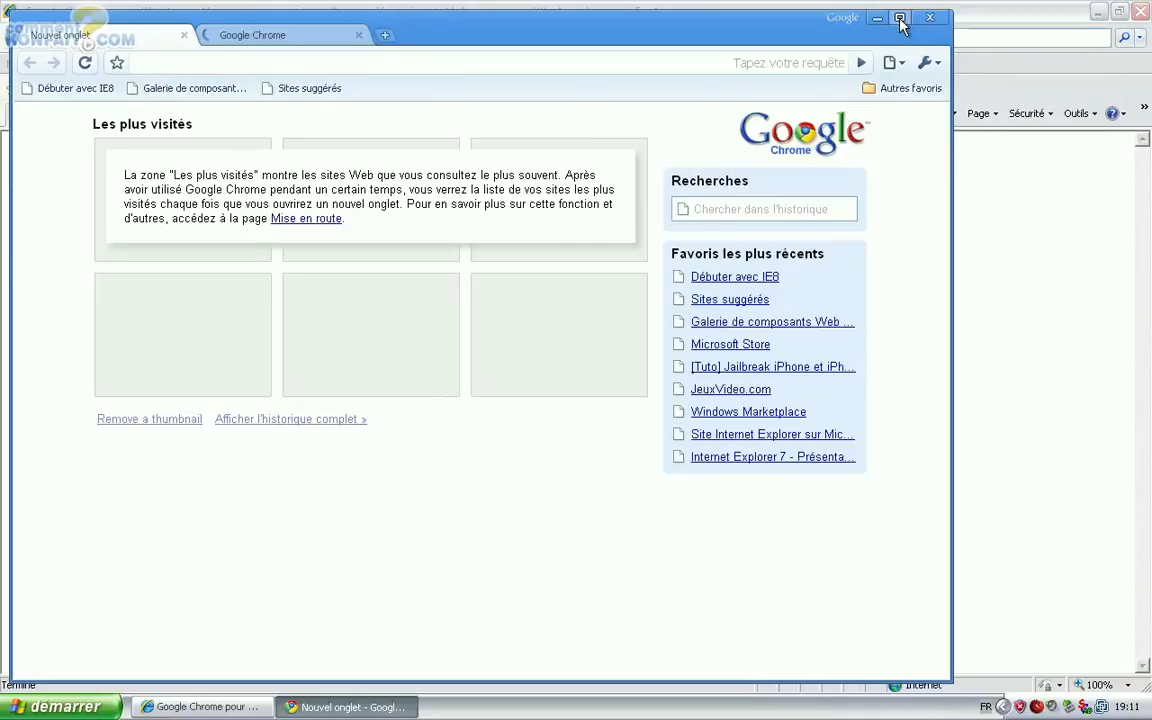 comment
KONFAIT?.COM
Nouvel onglet
Google Chrome
Google
Tapez votre requête
Débuter avec IE8
Galerie de composant...
Sites suggérés
Autres favoris
Page
Sécurité
Outils
Les plus visités
La zone "Les plus visités" montre les sites Web que vous consultez le plus souvent. Après
avoir utilisé Google Chrome pendant un certain temps, vous verrez la liste de vos sites les plus
visités chaque fois que vous ouvrirez un nouvel onglet. Pour en savoir plus sur cette fonction et
d'autres, accédez à la page Mise en route.
Remove a thumbnail
Afficher l'historique complet »
Google™
Chrome
Recherches
Chercher dans l'historique
Favoris les plus récents
Débuter avec IE8
Sites suggérés
Galerie de composants Web ...
Microsoft Store
[Tuto] Jailbreak iPhone et iPh...
JeuxVideo.com
Windows Marketplace
Site Internet Explorer sur Mic...
Internet Explorer 7 - Présenta...
Terminé
Internet
100%
démarrer
Google Chrome pour ...
Nouvel onglet - Googl...
FR
19:11